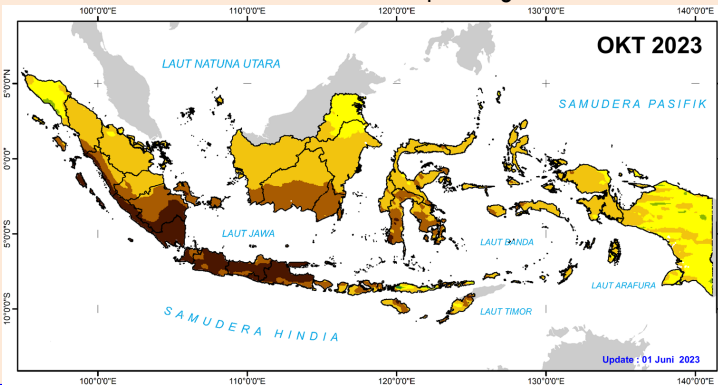 100°0'0"E 110°0'0"E 120°0'0"E 130°0'0"E 140°0'0"E
OKT 2023
LAUT NATUNA UTARA
5°0'0"N
SAMUDERA PASIFIK
0°0'0"
5°0'0"S
LAUT JAWA
LAUT BANDA
LAUT ARAFURA
10°0'0"S
SAMUDERA HINDIA
LAUT TIMOR
Update : 01 Juni 2023
100°0'0"E 110°0'0"E 120°0'0"E 130°0'0"E 140°0'0"E